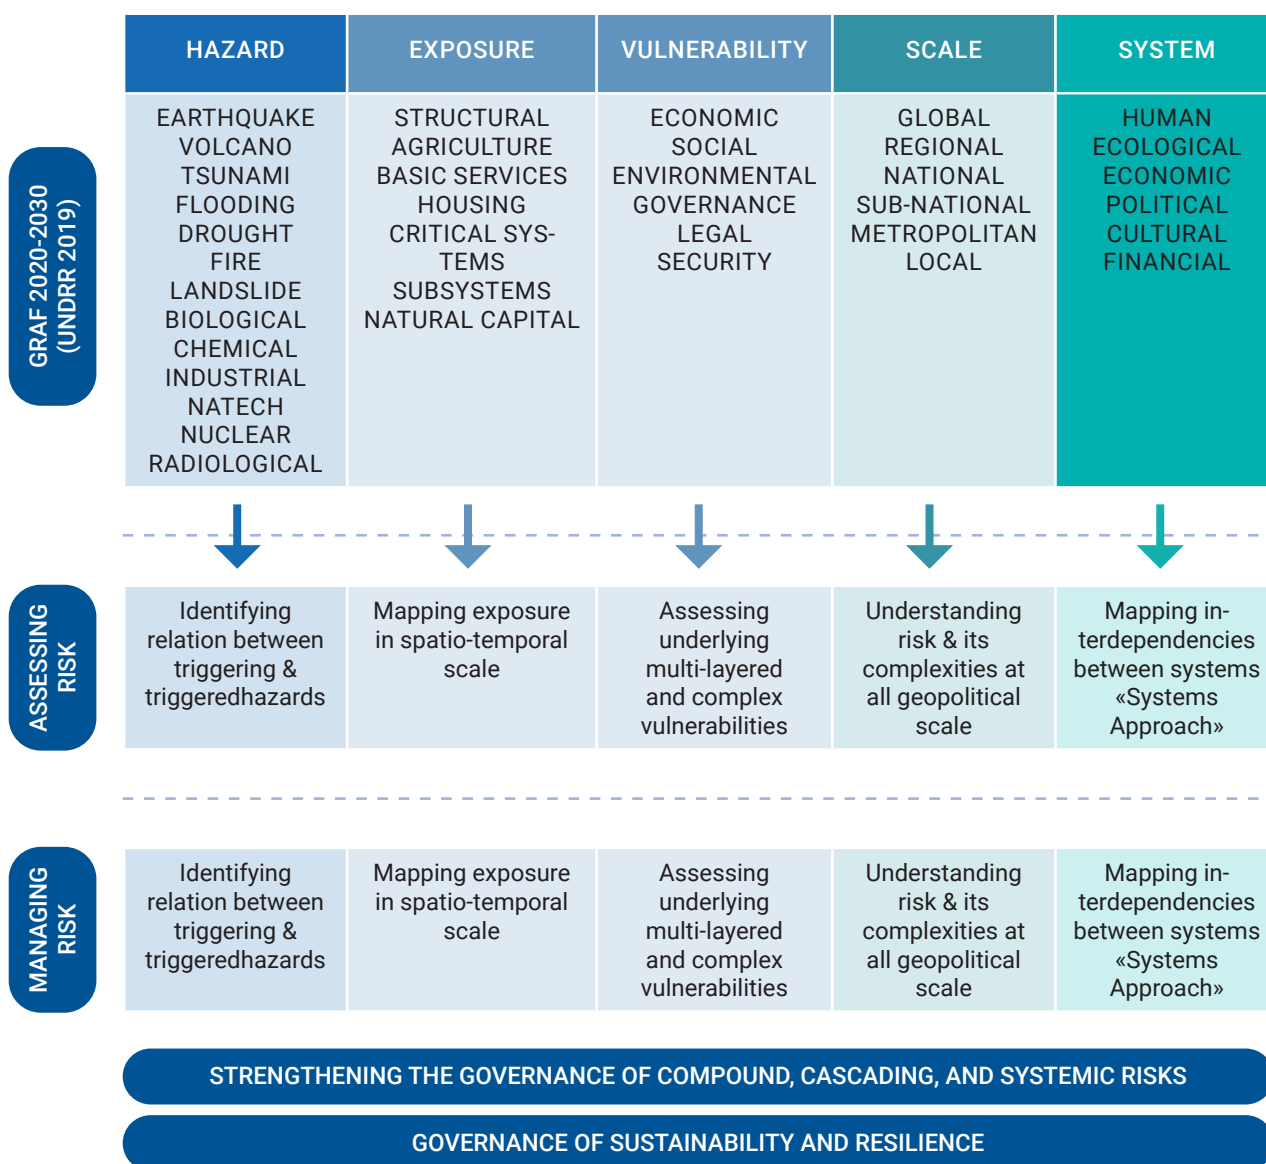 HAZARD
EXPOSURE
VULNERABILITY
SCALE
SYSTEM
GRAF 2020-2030
(UNDRR 2019)
EARTHQUAKE
VOLCANO
TSUNAMI
FLOODING
DROUGHT
FIRE
LANDSLIDE
BIOLOGICAL
CHEMICAL
INDUSTRIAL
NATECH
NUCLEAR
RADIOLOGICAL
STRUCTURAL
AGRICULTURE
BASIC SERVICES
HOUSING
CRITICAL SYS-
TEMS
SUBSYSTEMS
NATURAL CAPITAL
ECONOMIC
SOCIAL
ENVIRONMENTAL
GOVERNANCE
LEGAL
SECURITY
GLOBAL
REGIONAL
NATIONAL
SUB-NATIONAL
METROPOLITAN
LOCAL
HUMAN
ECOLOGICAL
ECONOMIC
POLITICAL
CULTURAL
FINANCIAL
ASSESSING
RISK
Identifying
relation between
triggering &
triggeredhazards
Mapping exposure
in spatio-temporal
scale
Assessing
underlying
multi-layered
and complex
vulnerabilities
Understanding
risk & its
complexities at
all geopolitical
scale
Mapping in-
terdependencies
between systems
«Systems
Approach»
MANAGING
RISK
Identifying
relation between
triggering &
triggeredhazards
Mapping exposure
in spatio-temporal
scale
Assessing
underlying
multi-layered
and complex
vulnerabilities
Understanding
risk & its
complexities at
all geopolitical
scale
Mapping in-
terdependencies
between systems
«Systems
Approach»
STRENGTHENING THE GOVERNANCE OF COMPOUND, CASCADING, AND SYSTEMIC RISKS
GOVERNANCE OF SUSTAINABILITY AND RESILIENCE